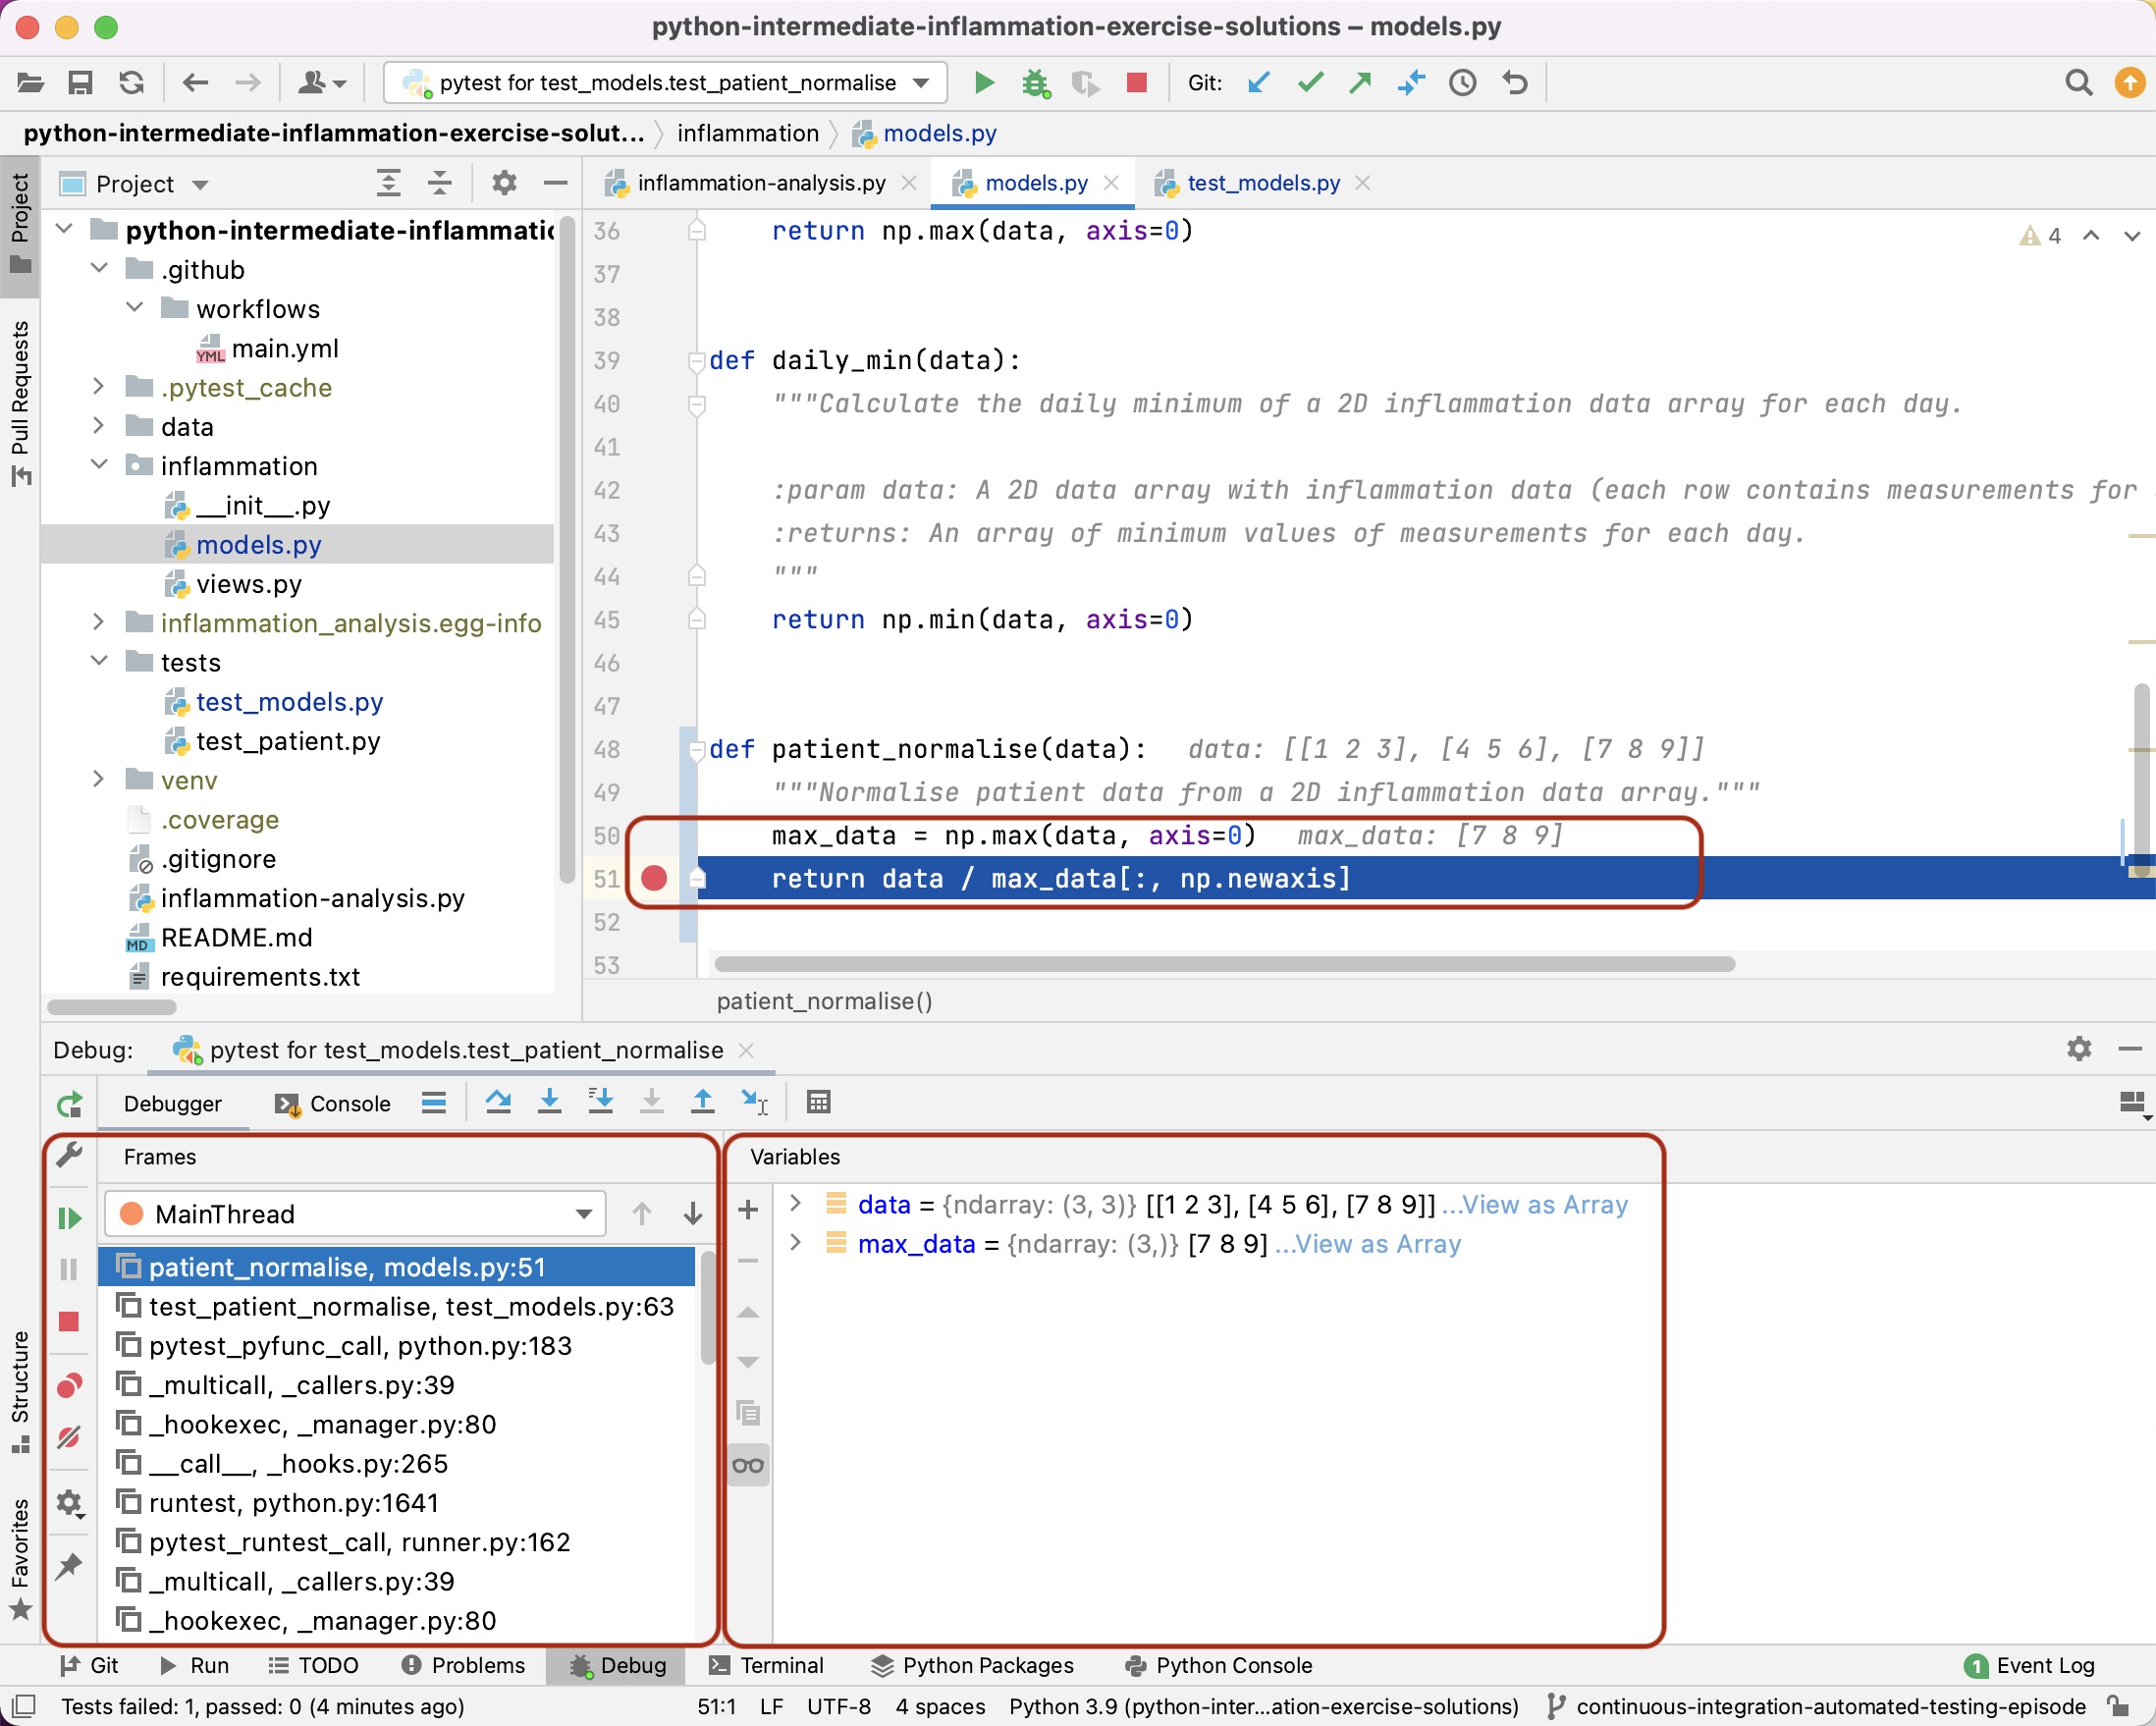 python-intermediate-inflammation-exercise-solutions – models.py
pytest for test_models.test_patient_normalise
Git:
python-intermediate-inflammation-exercise-solut... inflammation models.py
Project
Pull Requests
Structure
Favorites
Project
python-intermediate-inflammatic
.github
workflows
YML main.yml
.pytest_cache
data
inflammation
__init__.py
models.py
views.py
inflammation_analysis.egg-info
tests
test_models.py
test_patient.py
venv
.coverage
.gitignore
inflammation-analysis.py
MD README.md
requirements.txt
inflammation-analysis.py models.py test_models.py
4
36 return np.max(data, axis=0)
37
38
39 def daily_min(data):
40 """Calculate the daily minimum of a 2D inflammation data array for each day.
41
42 :param data: A 2D data array with inflammation data (each row contains measurements for
43 :returns: An array of minimum values of measurements for each day.
44 """
45 return np.min(data, axis=0)
46
47
48 def patient_normalise(data): data: [[1 2 3], [4 5 6], [7 8 9]]
49 """Normalise patient data from a 2D inflammation data array."""
50 max_data = np.max(data, axis=0) max_data: [7 8 9]
51 return data / max_data[:, np.newaxis]
52
53
patient_normalise()
Debug: pytest for test_models.test_patient_normalise
Debugger Console
Frames
MainThread
patient_normalise, models.py:51
test_patient_normalise, test_models.py:63
pytest_pyfunc_call, python.py:183
_multicall, _callers.py:39
_hookexec, _manager.py:80
__call__, _hooks.py:265
runtest, python.py:1641
pytest_runtest_call, runner.py:162
_multicall, _callers.py:39
_hookexec, _manager.py:80
Variables
data = {ndarray: (3, 3)} [[1 2 3], [4 5 6], [7 8 9]] ...View as Array
max_data = {ndarray: (3,)} [7 8 9] ...View as Array
Git Run TODO Problems Debug Terminal Python Packages Python Console 1 Event Log
Tests failed: 1, passed: 0 (4 minutes ago) 51:1 LF UTF-8 4 spaces Python 3.9 (python-inter...ation-exercise-solutions) continuous-integration-automated-testing-episode